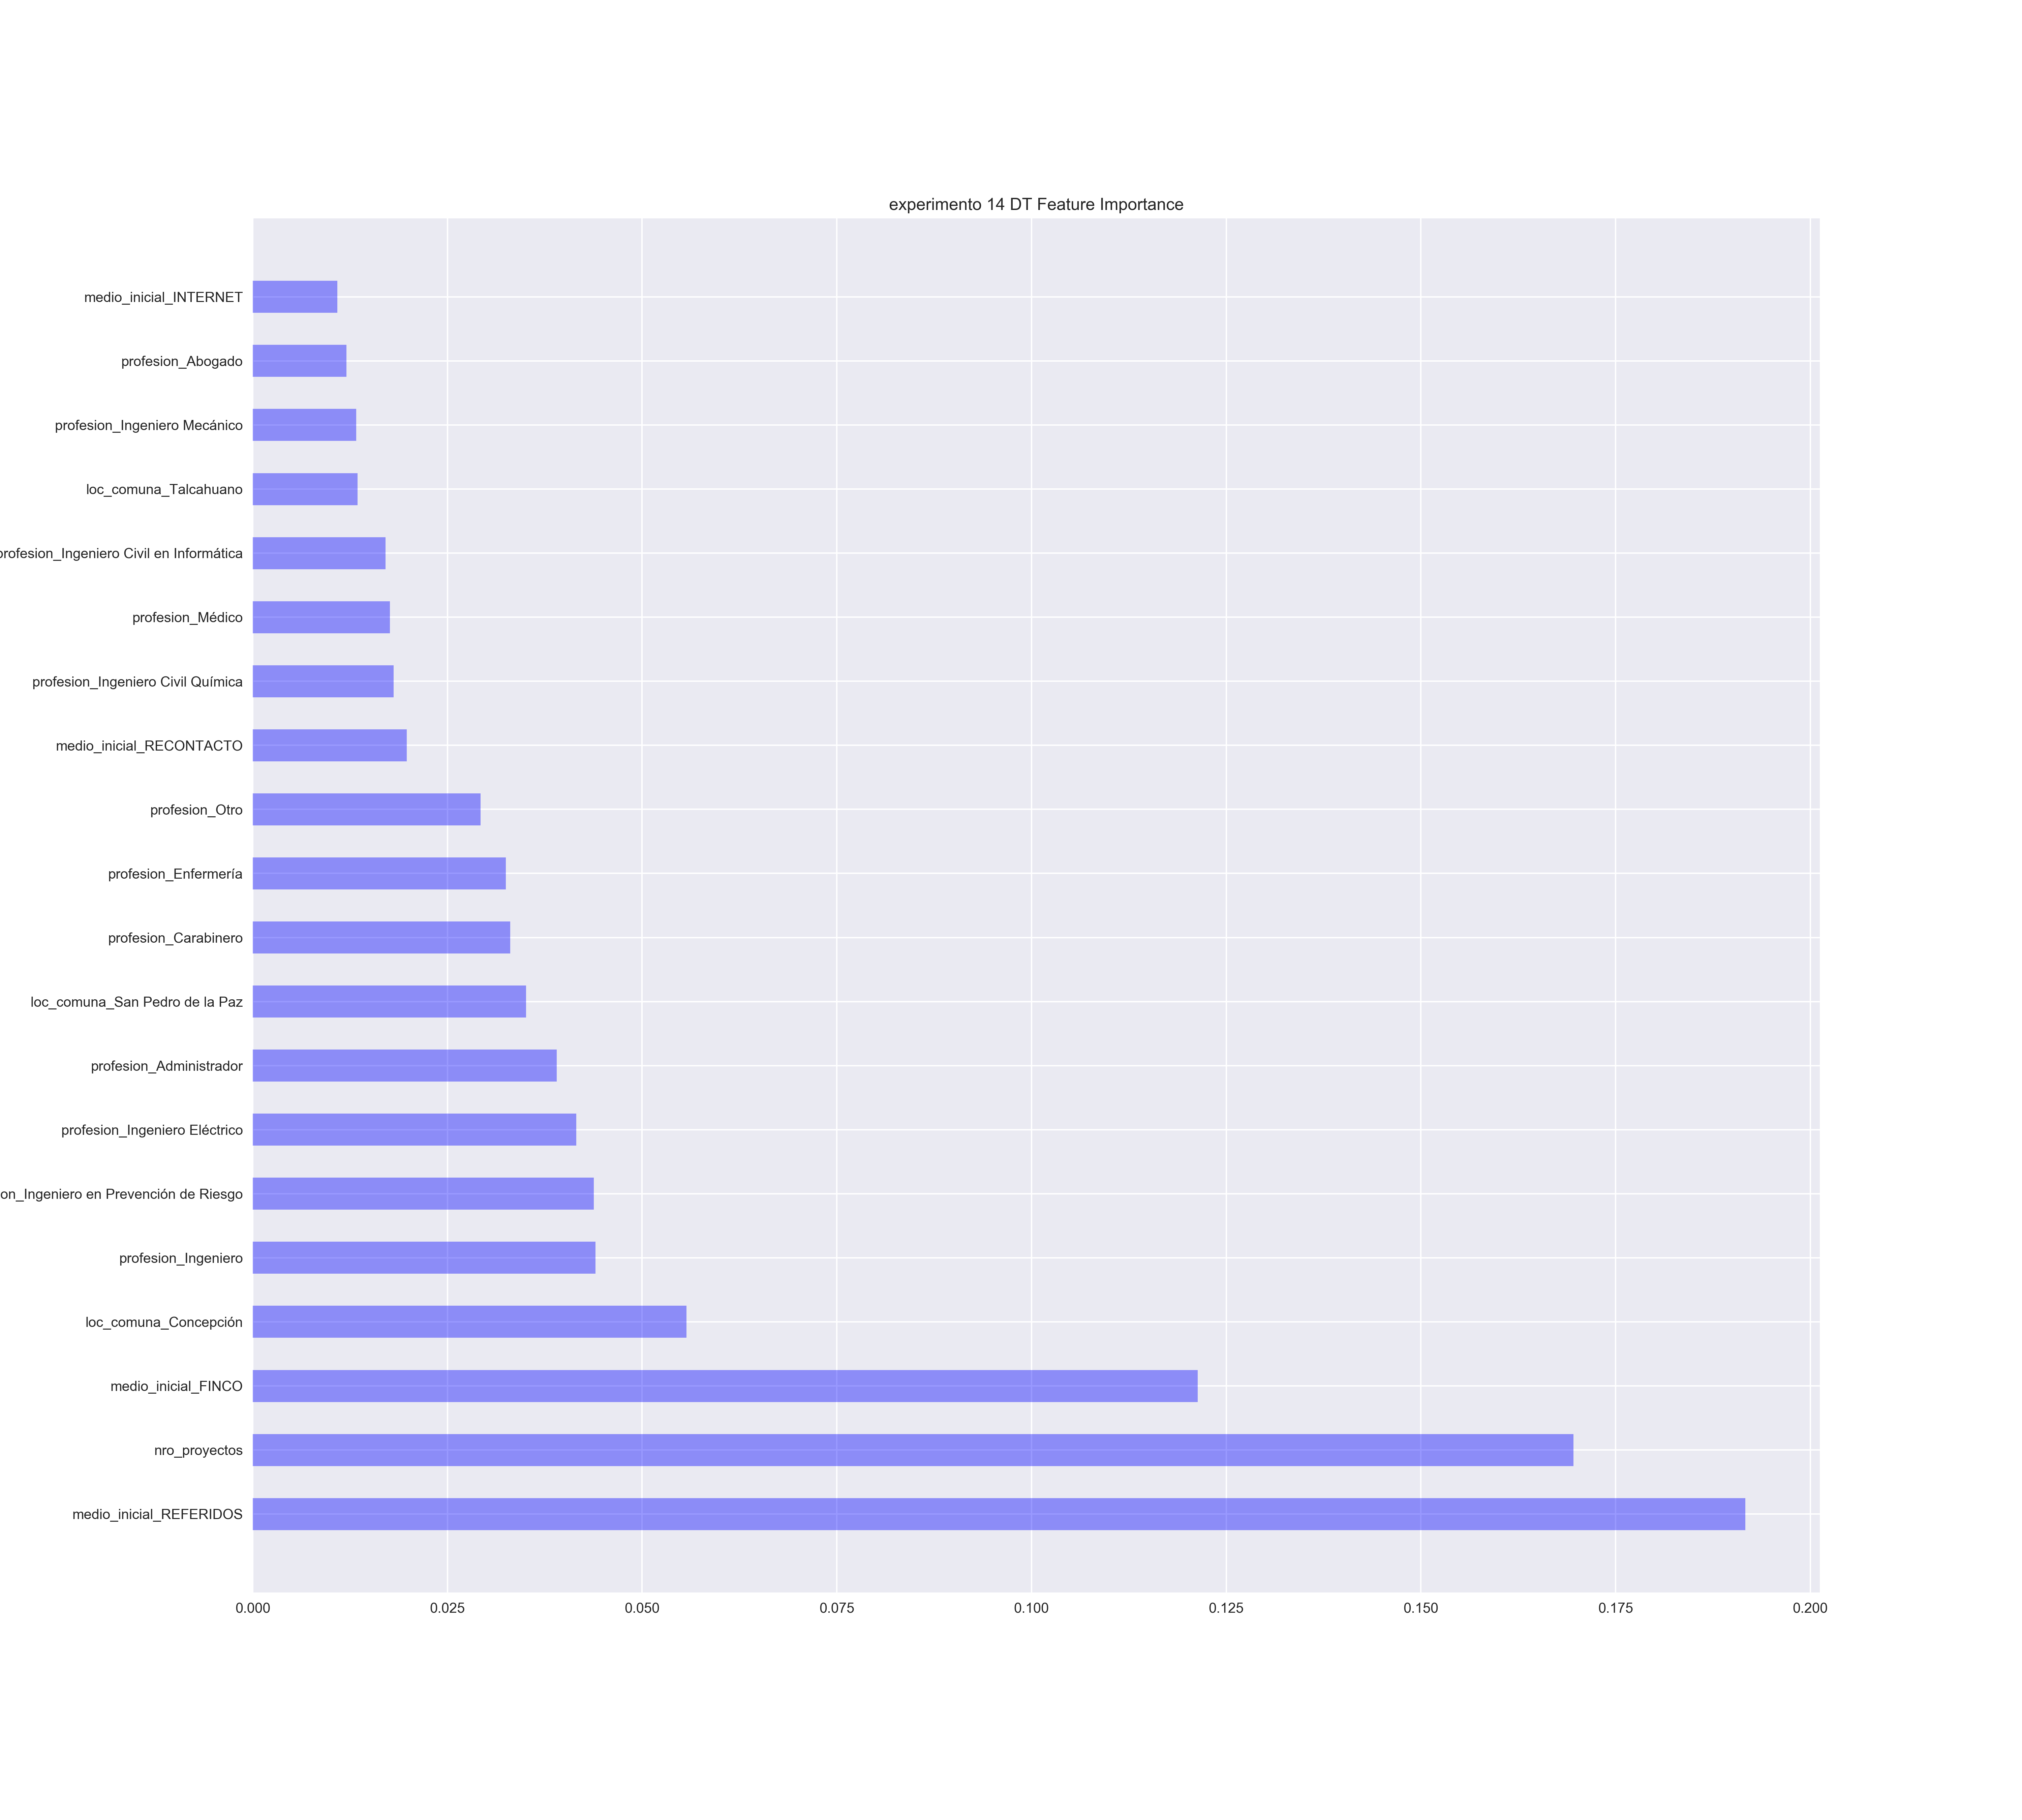 experimento 14 DT Feature Importance
medio_inicial_INTERNET
profesion_Abogado
profesion_Ingeniero Mecánico
loc_comuna_Talcahuano
profesion_Ingeniero Civil en Informática
profesion_Médico
profesion_Ingeniero Civil Química
medio_inicial_RECONTACTO
profesion_Otro
profesion_Enfermería
profesion_Carabinero
loc_comuna_San Pedro de la Paz
profesion_Administrador
profesion_Ingeniero Eléctrico
on_Ingeniero en Prevención de Riesgo
profesion_Ingeniero
loc_comuna_Concepción
medio_inicial_FINCO
nro_proyectos
medio_inicial_REFERIDOS
0.000 0.025 0.050 0.075 0.100 0.125 0.150 0.175 0.200